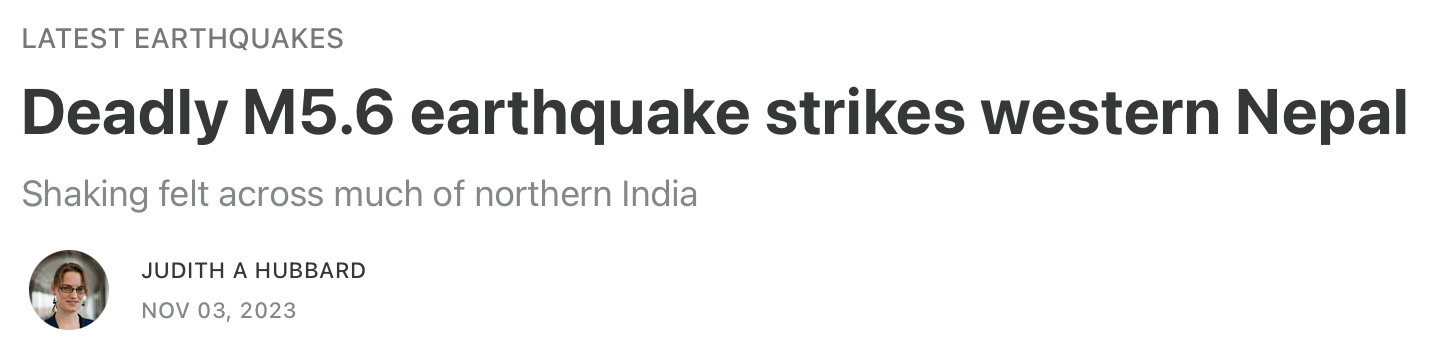 LATEST EARTHQUAKES
Deadly M5.6 earthquake strikes western Nepal
Shaking felt across much of northern India
JUDITH A HUBBARD
NOV 03, 2023